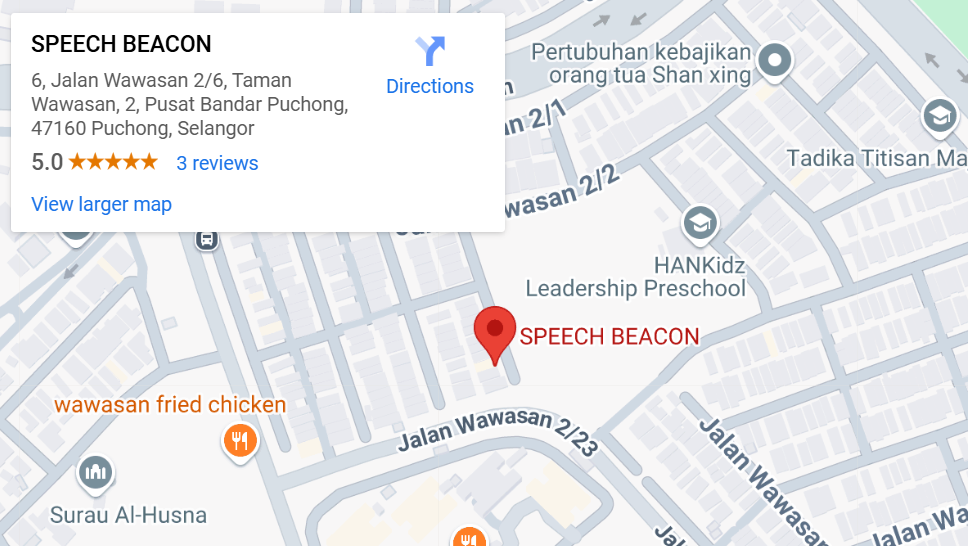 SPEECH BEACON
6, Jalan Wawasan 2/6, Taman
Wawasan, 2, Pusat Bandar Puchong,
47160 Puchong, Selangor
5.0 ★★★★★ 3 reviews
View larger map
Directions
Pertubuhan kebajikan
orang tua Shan xing
an 2/1
wasan 2/2
Tadika Titisan Ma
HANKidz
Leadership Preschool
SPEECH BEACON
wawasan fried chicken
Jalan Wawasan 2/23
Jalan Wawasan
Surau Al-Husna
Jal
Jalan Wa